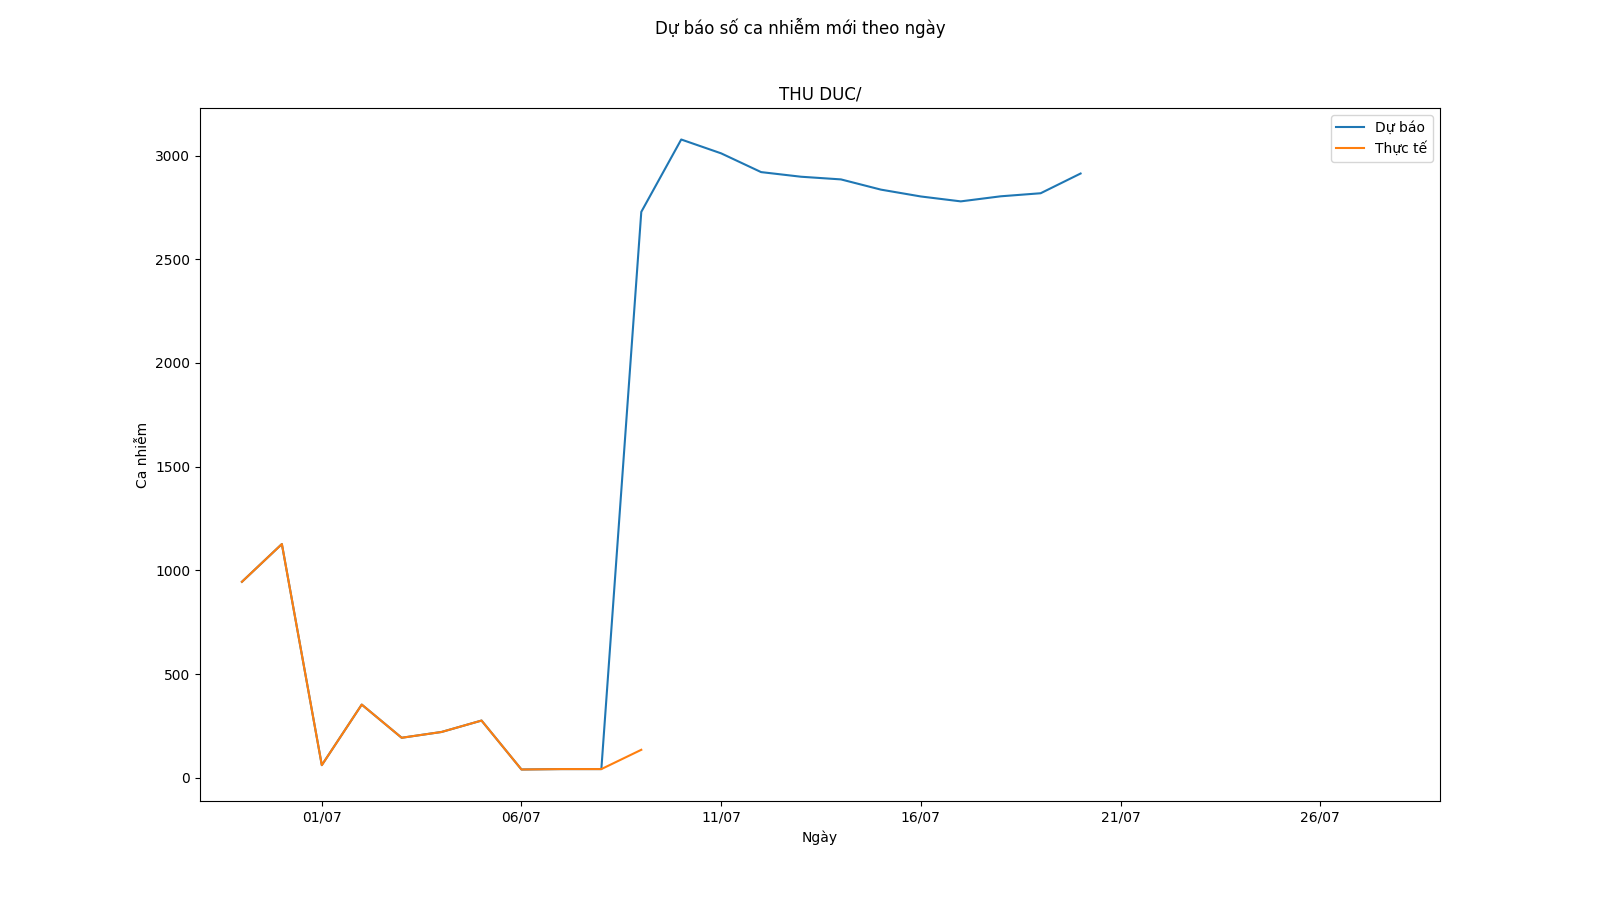 Dự báo số ca nhiễm mới theo ngày
THU DUC/
Dự báo
Thực tế
3000
2500
2000
1500
1000
500
0
Ca nhiễm
01/07 06/07 11/07 16/07 21/07 26/07
Ngày